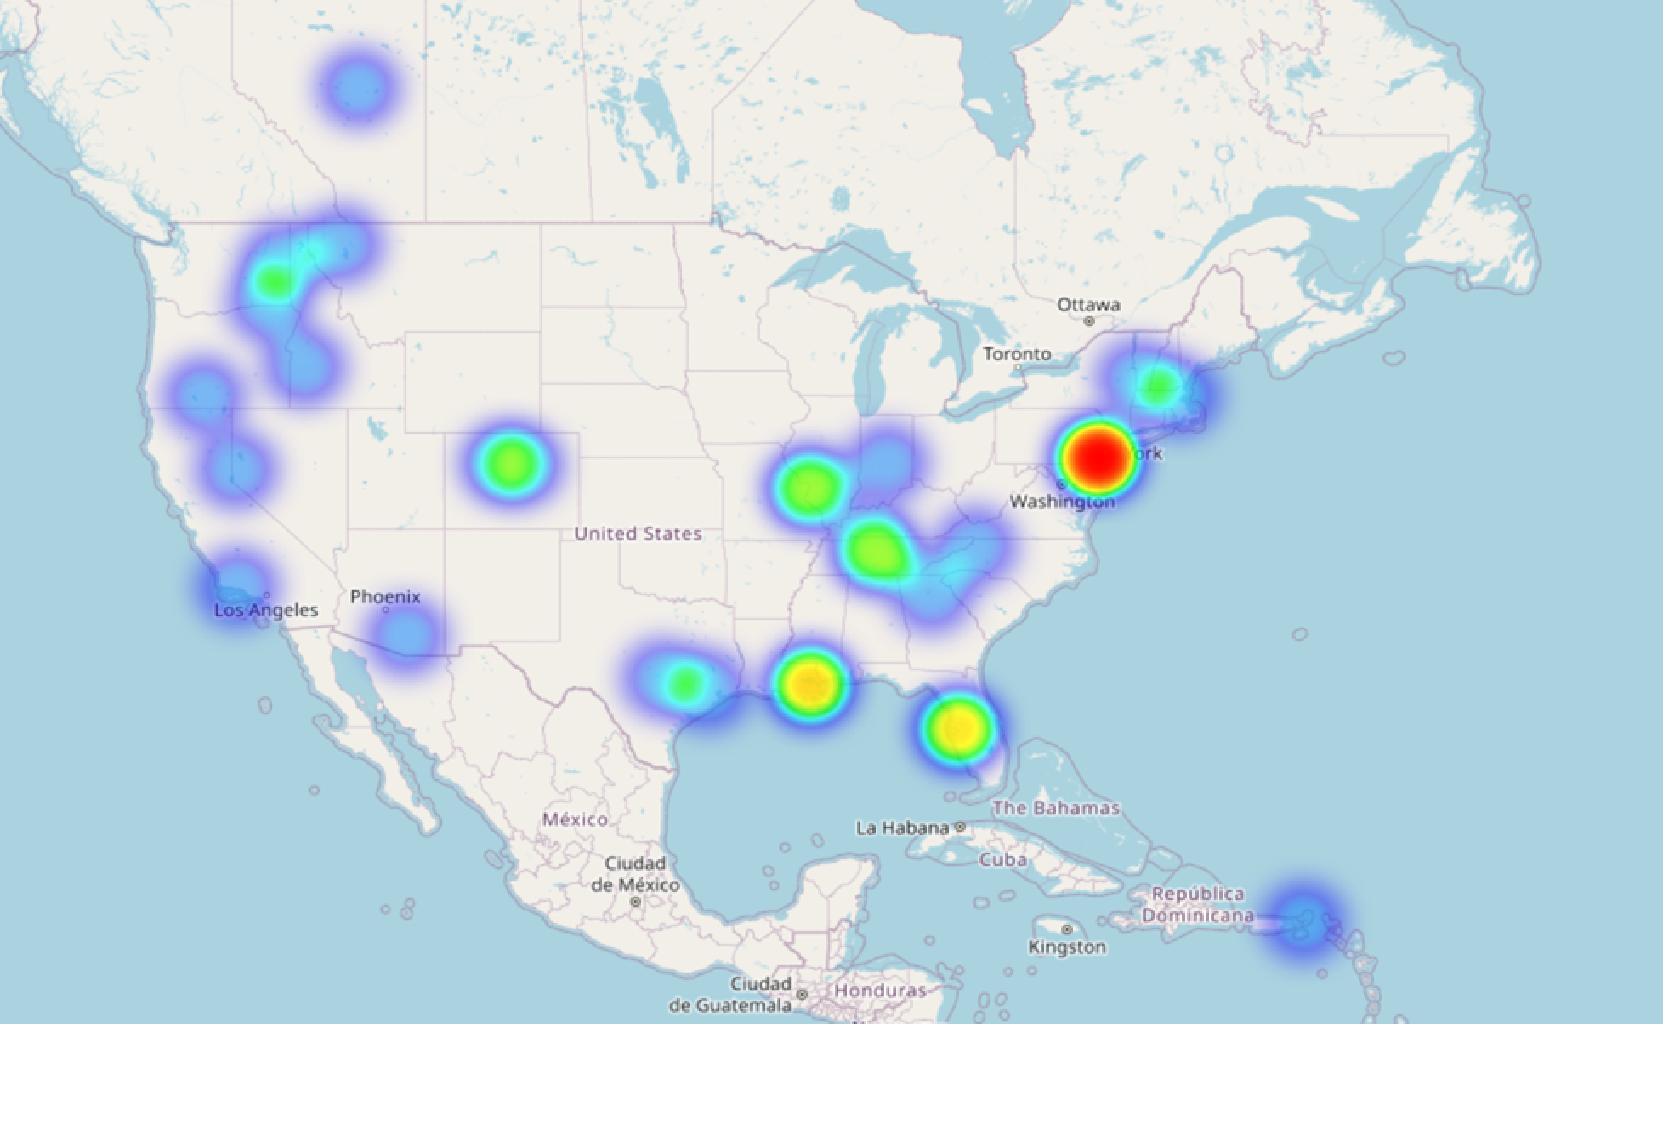 Ottawa
Toronto
ork
Washington
United States
Phoenix
Los Angeles
México
The Bahamas
La Habana
Cuba
Ciudad
de México
República
Dominicana
Kingston
Ciudad
de Guatemala
Honduras